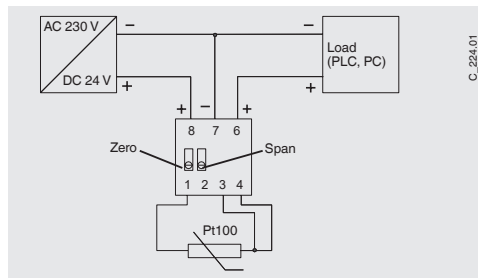 AC 230 V
DC 24 V
–
+
–
+
Load
(PLC, PC)
C_224.01
+ – +
8 7 6
Zero
Span
1 2 3 4
Pt100